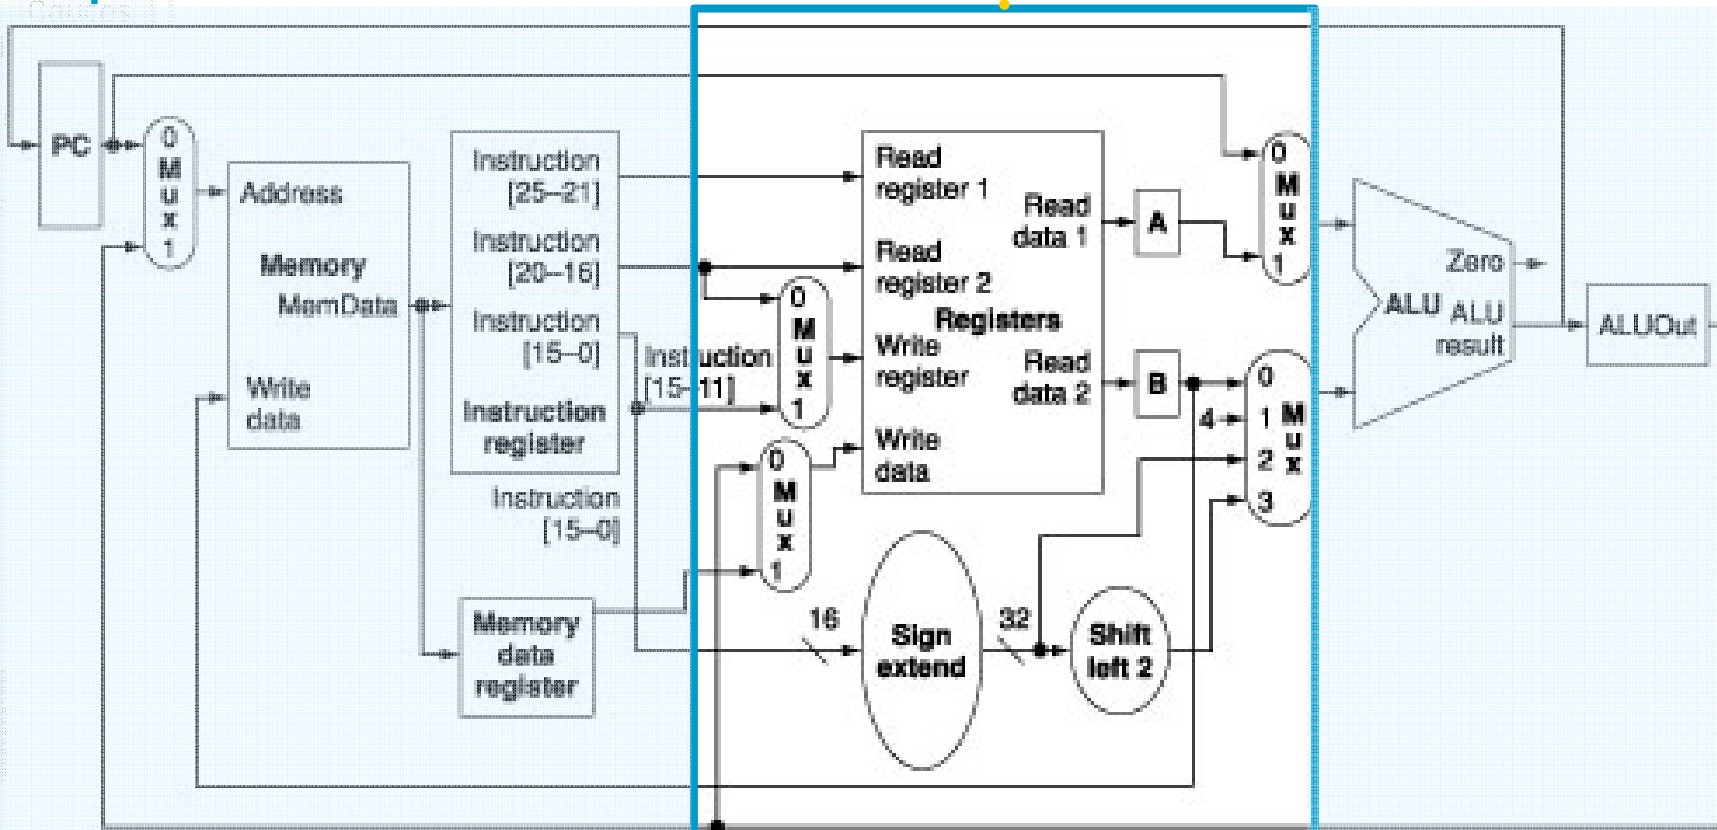 PC
0
M
u
x
1
Address
Memory
MemData
Write
data
Instruction
[25–21]
Instruction
[20–16]
Instruction
[15–0]
Instruction
register
Instruction
[15–0]
Memory
data
register
Instruction
[15–11]
0
M
u
x
1
0
M
u
x
1
16
Read
register 1
Read
register 2
Registers
Write
register
Write
data
Read
data 1
Read
data 2
Sign
extend
32
Shift
left 2
A
B
4
0
M
u
x
1
0
1 M
u
2 x
3
Zero
ALU
ALU
result
ALUOut